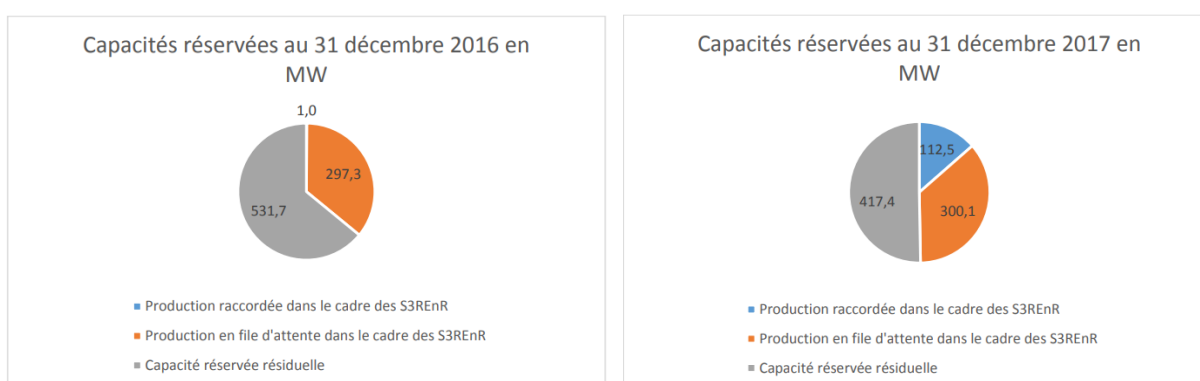 Capacités réservées au 31 décembre 2016 en
MW
1,0
297,3
531,7
Production raccordée dans le cadre des S3REnR
Production en file d'attente dans le cadre des S3REnR
Capacité réservée résiduelle
Capacités réservées au 31 décembre 2017 en
MW
112,5
417,4
300,1
Production raccordée dans le cadre des S3REnR
Production en file d'attente dans le cadre des S3REnR
Capacité réservée résiduelle